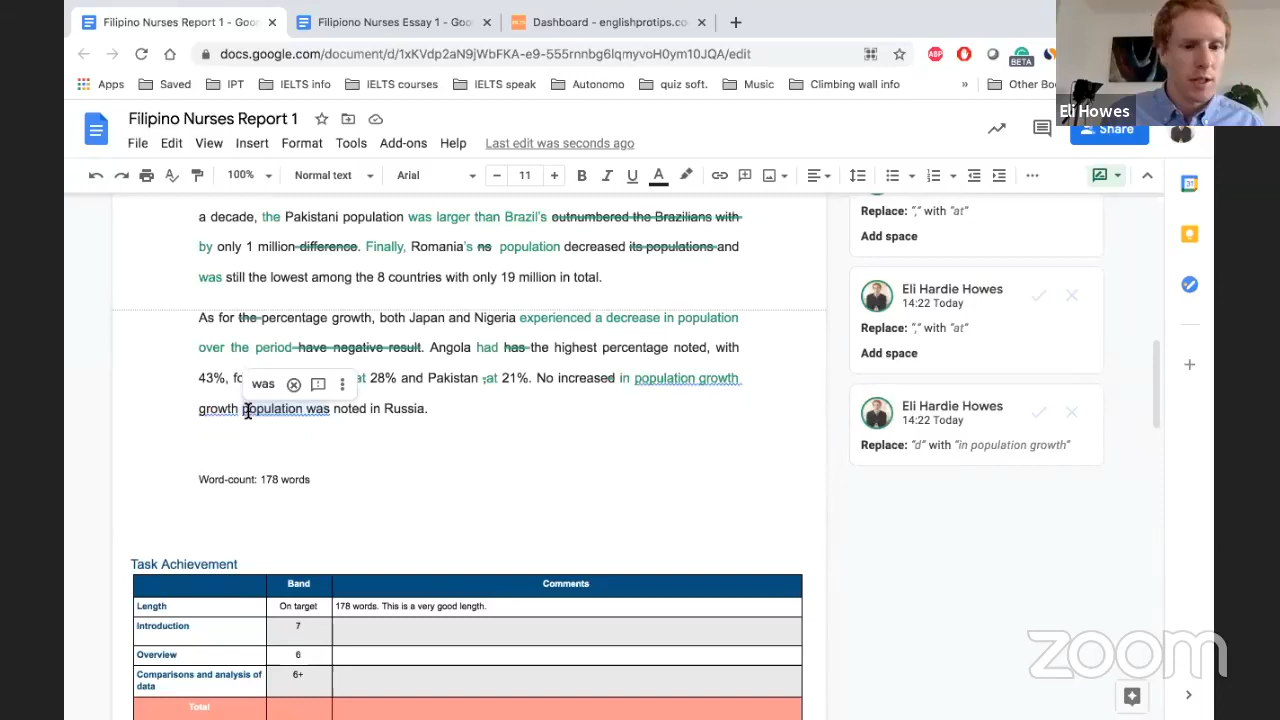 Filipino Nurses Report 1 - Goo
Filipiono Nurses Essay 1 - Goo
Dashboard - englishprotips.co
docs.google.com/document/d/1xKVdp2aN9jWbFKA-e9-555rnnbg6lqmyvoH0ym10JQA/edit
ABP
BETA
Apps
Saved
IPT
IELTS info
IELTS courses
IELTS speak
Autonomo
quiz soft.
Music
Climbing wall info
»
Other Bo
Eli Howes
Filipino Nurses Report 1
File Edit View Insert Format Tools Add-ons Help
Last edit was seconds ago
Share
100%
Normal text
Arial
11
B I U A
31
a decade, the Pakistani population was larger than Brazil's outnumbered the Brazilians with
by only 1 million difference. Finally, Romania's ns population decreased its populations and
was still the lowest among the 8 countries with only 19 million in total.
As for the percentage growth, both Japan and Nigeria experienced a decrease in population
over the period have negative result. Angola had has the highest percentage noted, with
was
43%, fo at 28% and Pakistan ,at 21%. No increased in population growth
growth population was noted in Russia.
Word-count: 178 words
Task Achievement
Band
Comments
Length
On target
178 words. This is a very good length.
Introduction
7
Overview
6
Comparisons and analysis of
data
6+
Total
Replace: "," with "at"
Add space
Eli Hardie Howes
14:22 Today
Replace: "," with "at"
Add space
Eli Hardie Howes
14:22 Today
Replace: "d" with "in population growth"
zoom